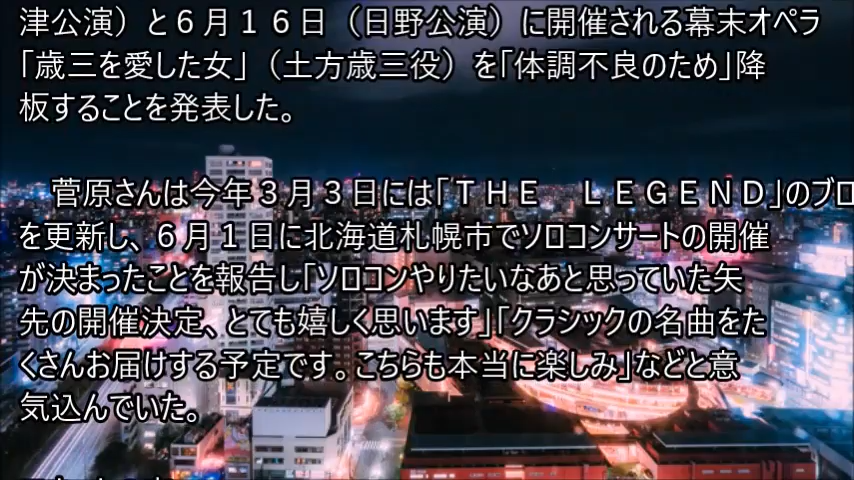 津公演）と６月１６日（日野公演）に開催される幕末オペラ
「歳三を愛した女」（土方歳三役）を「体調不良のため」降
板することを発表した。
　菅原さんは今年３月３日には「ＴＨＥ　ＬＥＧＥＮＤ」のブロ
を更新し、６月１日に北海道札幌市でソロコンサートの開催
が決まったことを報告し「ソロコンやりたいなあと思っていた矢
先の開催決定、とても嬉しく思います」「クラシックの名曲をた
くさんお届けする予定です。こちらも本当に楽しみ」などと意
気込んでいた。